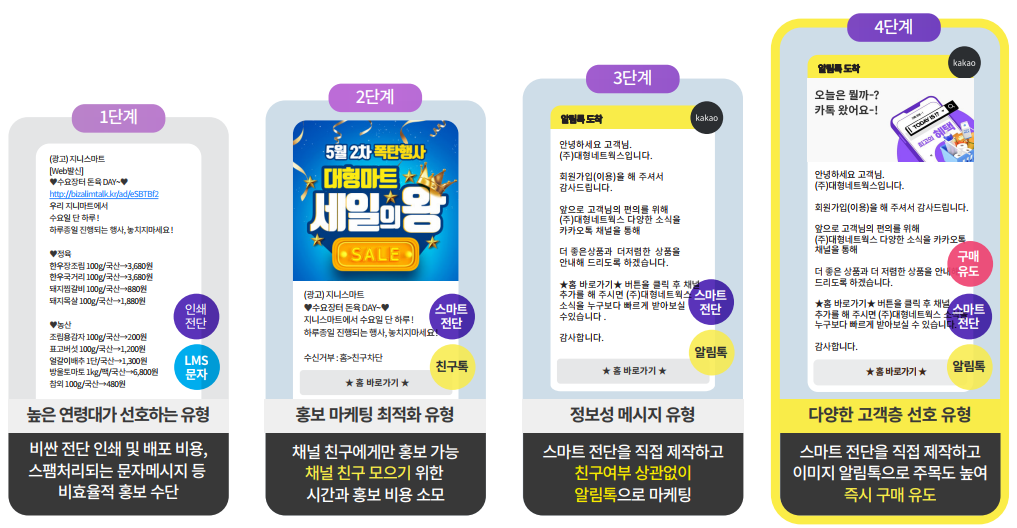 1단계
(광고) 지니스마트
[Web발신]
♥수요장터 돈육 DAY~♥
http://bizalimtalk.kr/ad/eSBTBf2
우리 지니마트에서
수요일 단 하루!
하루종일 진행되는 행사, 놓치지마세요!
♥정육
한우장조림 100g/국산→3,680원
한우국거리 100g/국산→3,680원
돼지찜갈비 100g/국산→880원
돼지목살 100g/국산→1,880원
♥농산
조림용감자 100g/국산→200원
표고버섯 100g/국산→1,200원
얼갈이배추 1단/국산→1,300원
방울토마토 1kg/팩/국산→6,800원
참외 100g/국산→480원
인쇄
전단
LMS
문자
높은 연령대가 선호하는 유형
비싼 전단 인쇄 및 배포 비용,
스팸처리되는 문자메시지 등
비효율적 홍보 수단
2단계
5월 2차 폭탄행사
대형마트
세일의왕
SALE
(광고) 지니스마트
♥수요장터 돈육 DAY~♥
지니스마트에서 수요일 단 하루!
하루종일 진행되는 행사, 놓치지마세요!
수신거부 : 홈>친구차단
★ 홈 바로가기 ★
스마트
전단
친구톡
홍보 마케팅 최적화 유형
채널 친구에게만 홍보 가능
채널 친구 모으기 위한
시간과 홍보 비용 소모
3단계
알림톡 도착
kakao
안녕하세요 고객님.
(주)대형네트웍스입니다.
회원가입(이용)을 해 주셔서
감사드립니다.
앞으로 고객님의 편의를 위해
(주)대형네트웍스 다양한 소식을
카카오톡 채널을 통해
더 좋은상품과 더저렴한 상품을
안내해 드리도록 하겠습니다.
★홈 바로가기★ 버튼을 클릭 후 채널
추가를 해 주시면 (주)대형네트웍스
소식을 누구보다 빠르게 받아보실
수있습니다.
감사합니다.
★ 홈 바로가기 ★
스마트
전단
알림톡
정보성 메시지 유형
스마트 전단을 직접 제작하고
친구여부 상관없이
알림톡으로 마케팅
4단계
알림톡 도착
kakao
오늘은 뭘까~?
카톡 왔어요~!
TODAY IS IT
최고의 혜택
안녕하세요 고객님.
(주)대형네트웍스입니다.
회원가입(이용)을 해 주셔서 감사드립니다.
앞으로 고객님의 편의를 위해
(주)대형네트웍스 다양한 소식을 카카오톡
채널을 통해
더 좋은 상품과 더 저렴한 상품을 안내
드리도록 하겠습니다.
★홈 바로가기★ 버튼을 클릭 후 채널
추가를 해 주시면 (주)대형네트웍스 소식
누구보다 빠르게 받아보실 수 있습니다.
감사합니다.
★ 홈 바로가기 ★
구매
유도
스마트
전단
알림톡
다양한 고객층 선호 유형
스마트 전단을 직접 제작하고
이미지 알림톡으로 주목도 높여
즉시 구매 유도